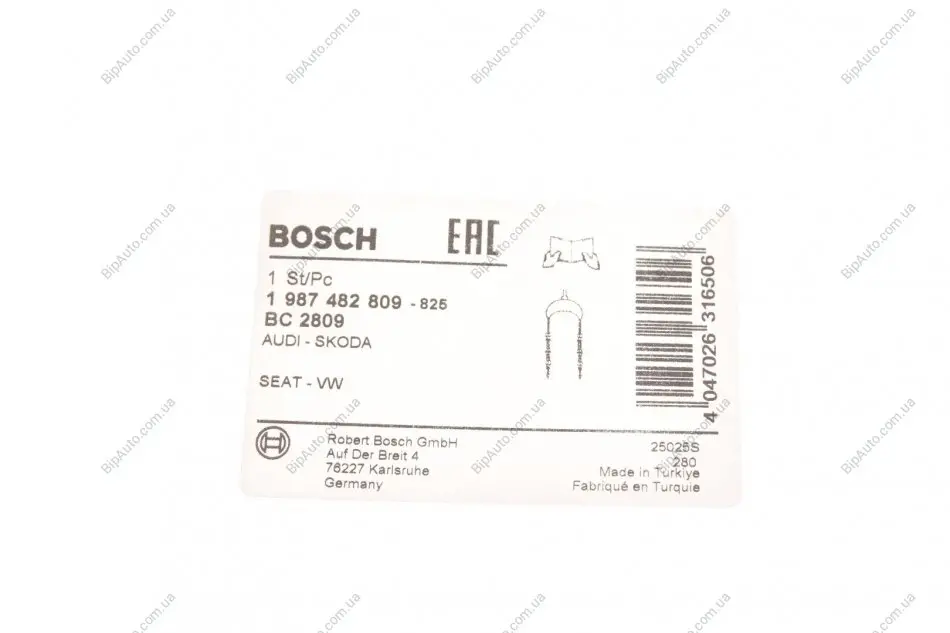 BOSCH
EAC
1 St/Pc
1 987 482 809 - 825
BC 2809
AUDI - SKODA
SEAT - VW
4 047026 316506
Robert Bosch GmbH
Auf Der Breit 4
76227 Karlsruhe
Germany
25025S
280
Made in Türkiye
Fabriqué en Turquie
BipAuto.com.ua